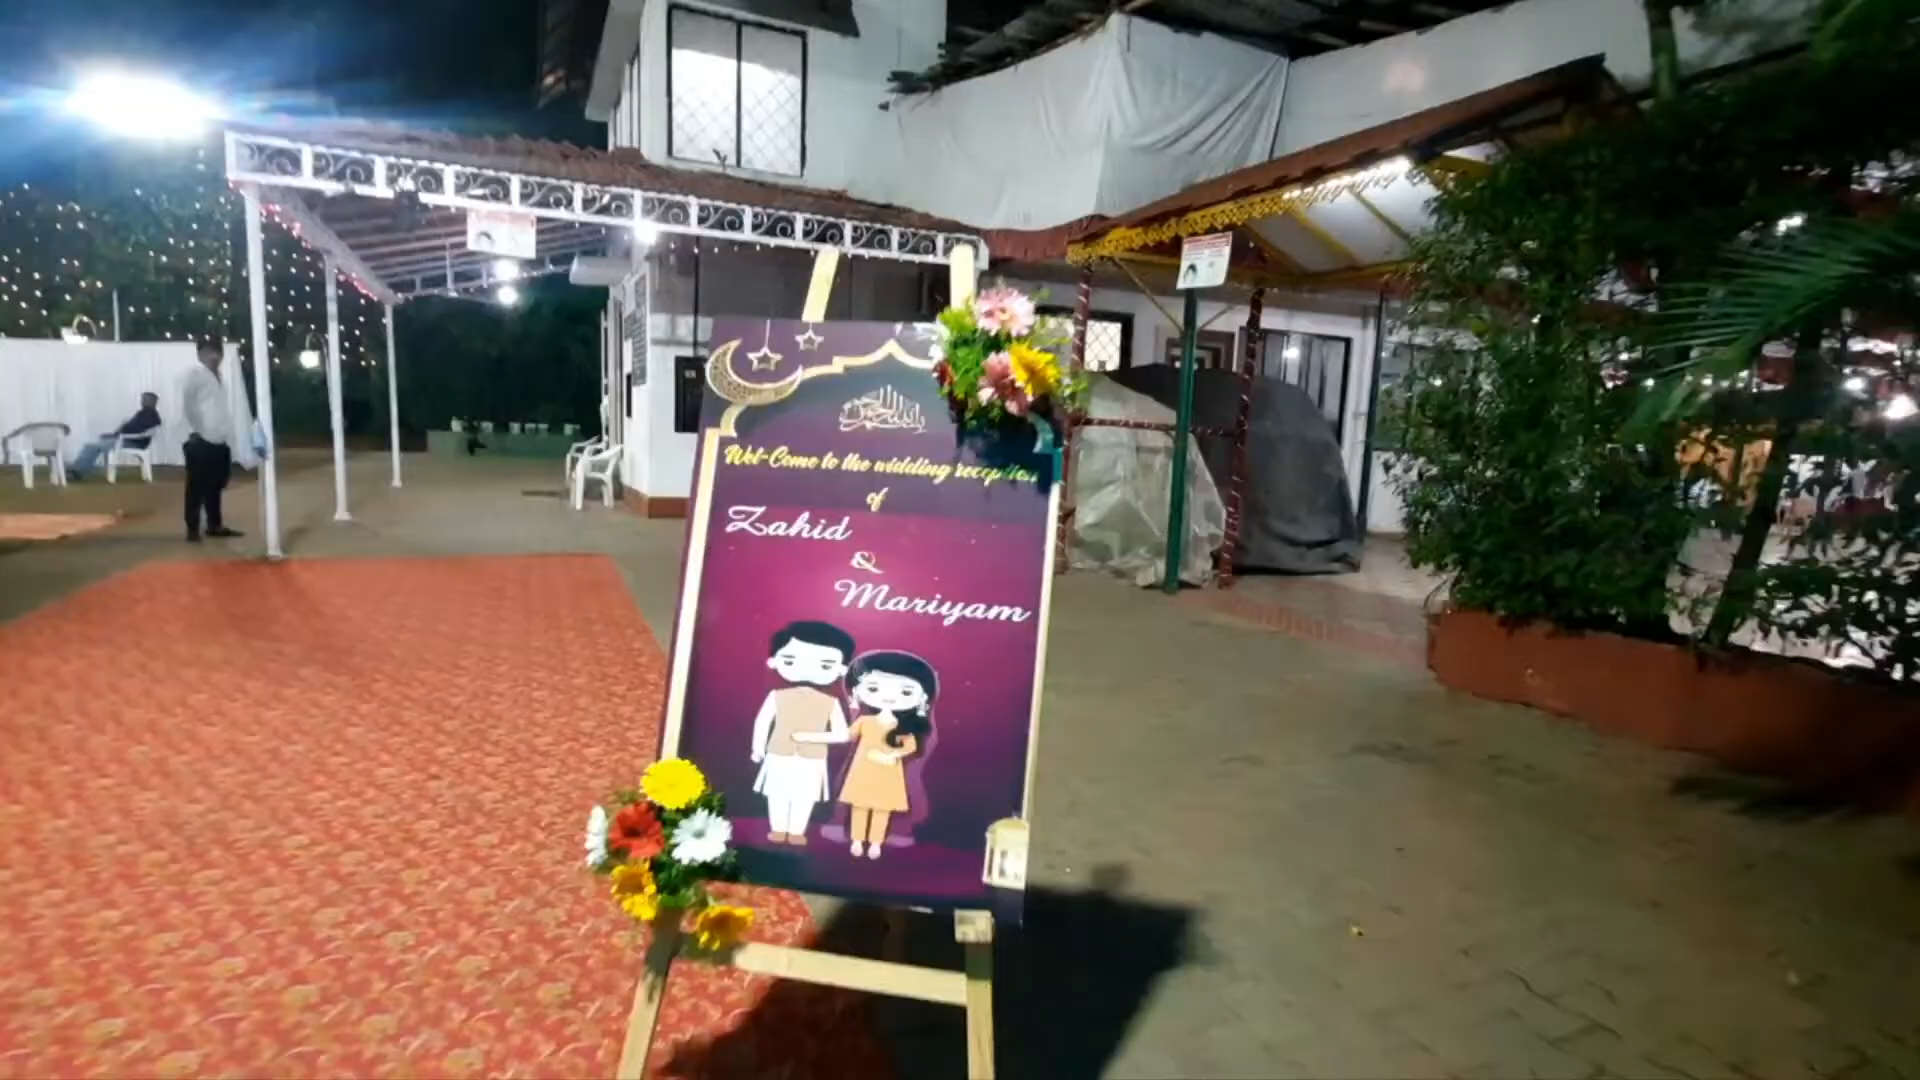 بسم الله الرحمن الرحيم
Wel-Come to the widding reception
of
Zahid
&
Mariyam